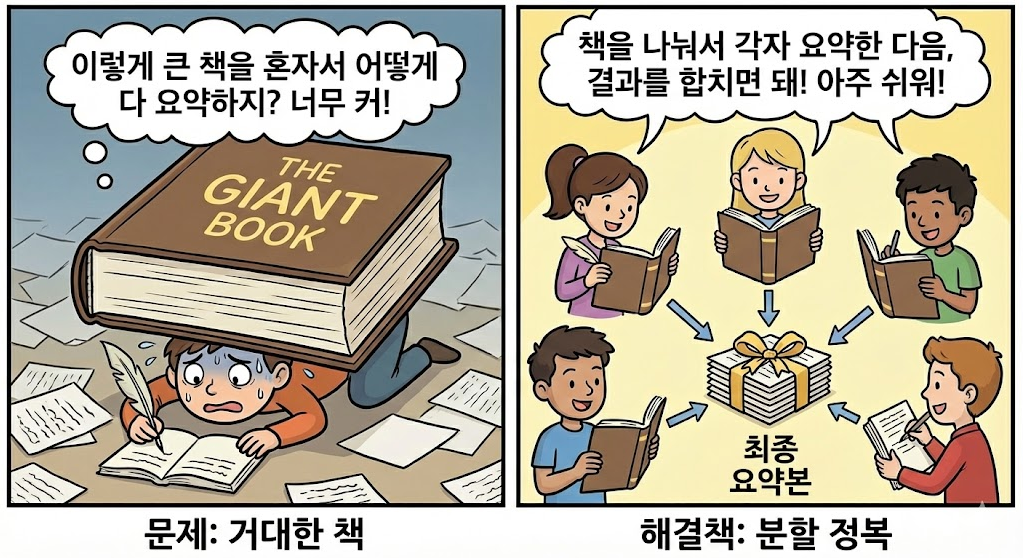 이렇게 큰 책을 혼자서 어떻게
다 요약하지? 너무 커!
THE
GIANT
BOOK
문제: 거대한 책
책을 나눠서 각자 요약한 다음,
결과를 합치면 돼! 아주 쉬워!
최종
요약본
해결책: 분할 정복